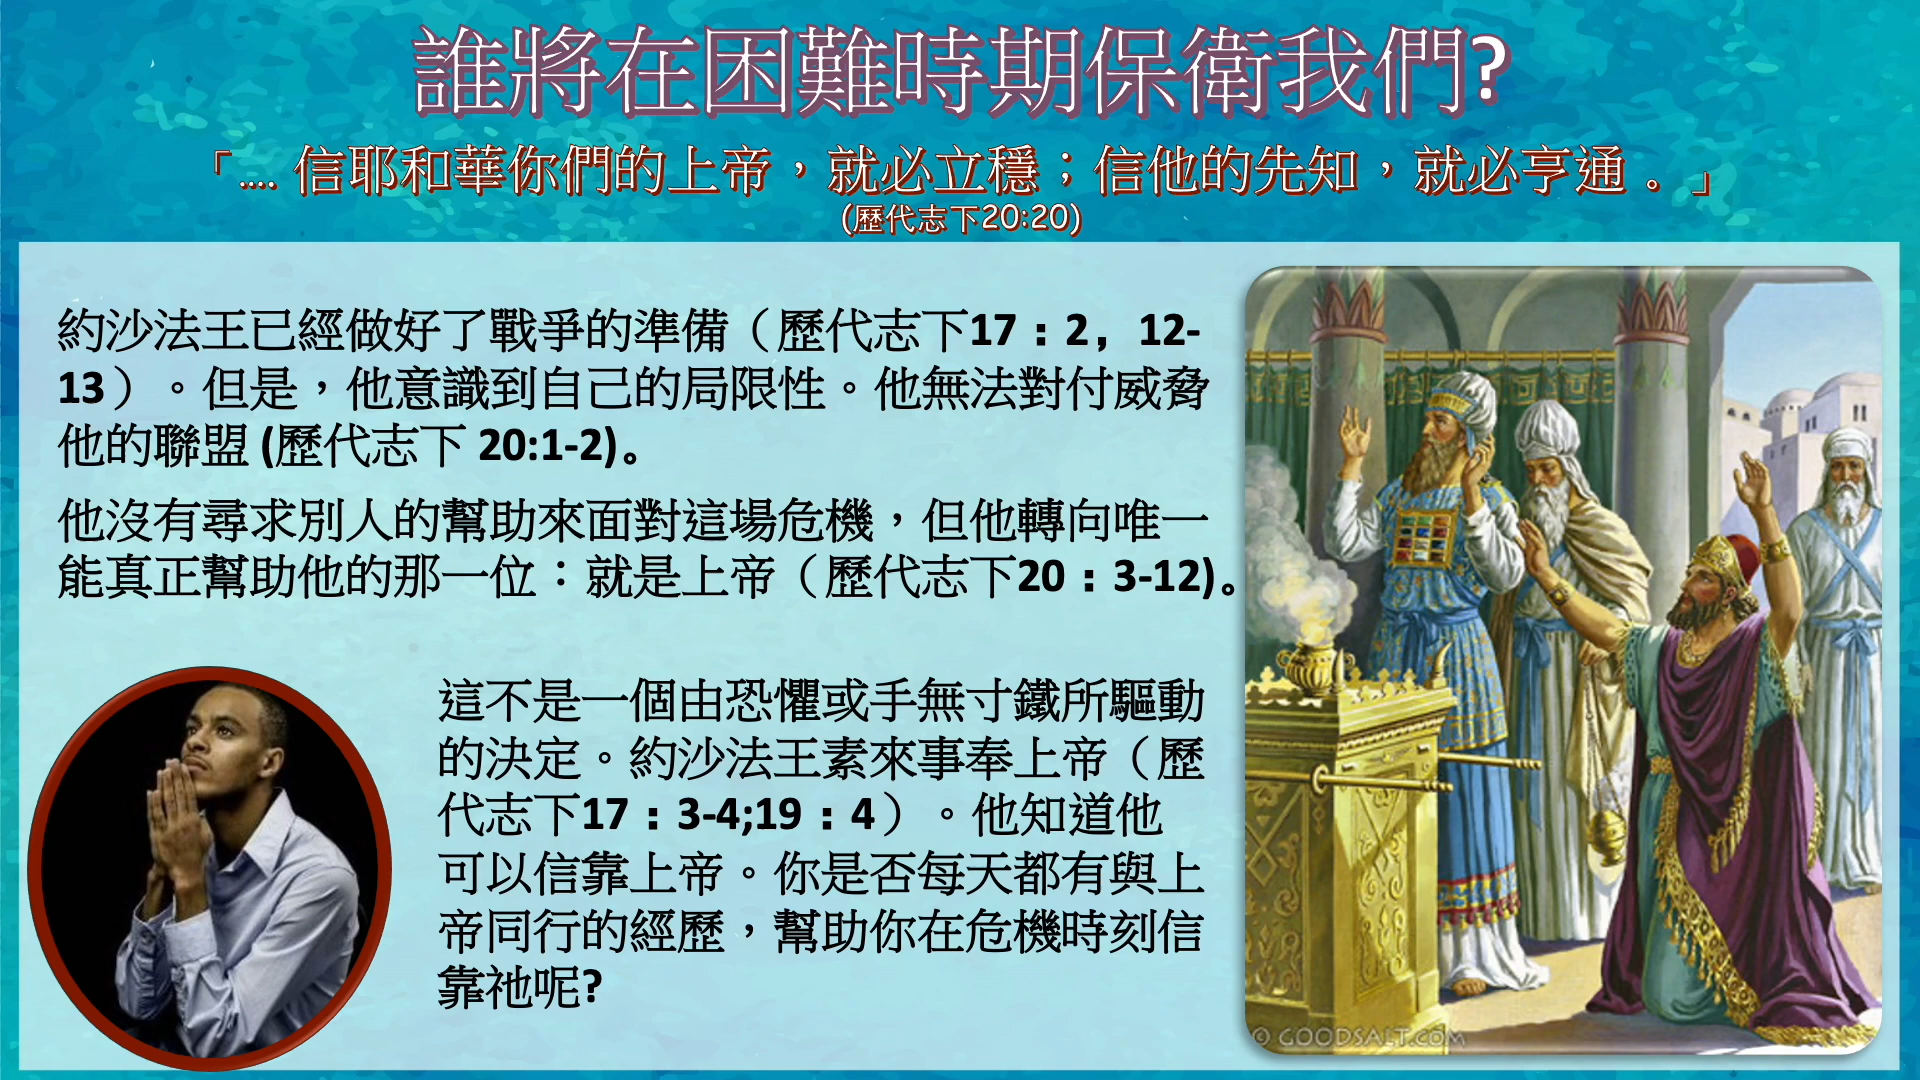 誰將在困難時期保衛我們?
「.... 信耶和華你們的上帝，就必立穩；信他的先知，就必亨通。」
(歷代志下20:20)
約沙法王已經做好了戰爭的準備（歷代志下17：2，12-
13）。但是，他意識到自己的局限性。他無法對付威脅
他的聯盟 (歷代志下 20:1-2)。
他沒有尋求別人的幫助來面對這場危機，但他轉向唯一
能真正幫助他的那一位：就是上帝（歷代志下20：3-12)。
這不是一個由恐懼或手無寸鐵所驅動
的決定。約沙法王素來事奉上帝（歷
代志下17：3-4;19：4）。他知道他
可以信靠上帝。你是否每天都有與上
帝同行的經歷，幫助你在危機時刻信
靠祂呢?
© GOODSALT.COM